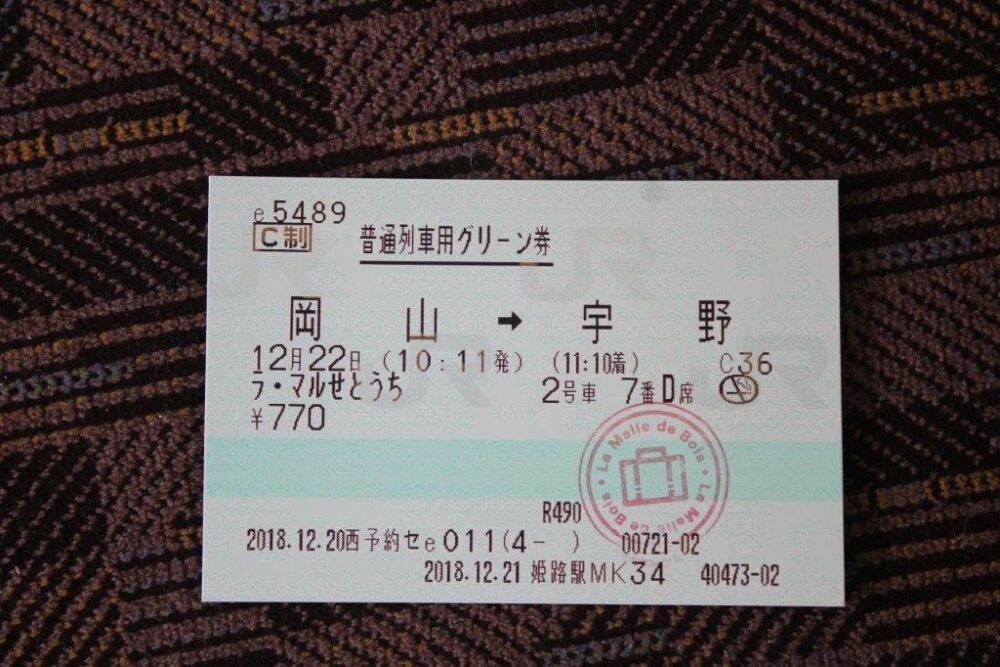 e5489
C制 普通列車用グリーン券
岡山 → 宇野
12月22日 (10:11発) (11:10着) C36
ラ・マルせとうち 2号車 7番D席
¥770
La Malle de Bois · La Malle de Bois ·
R490
2018.12.20西予約セe011(4- ) 00721-02
2018.12.21 姫路駅MK34 40473-02